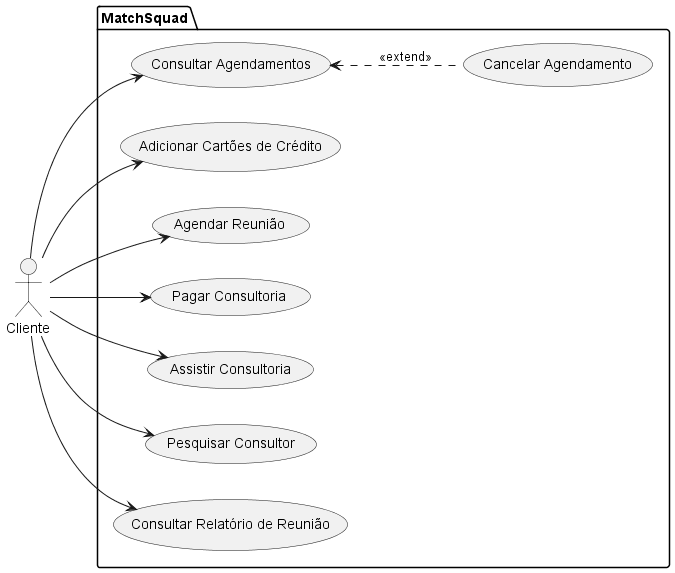 MatchSquad
Consultar Agendamentos
«extend»
Cancelar Agendamento
Adicionar Cartões de Crédito
Agendar Reunião
Pagar Consultoria
Cliente
Assistir Consultoria
Pesquisar Consultor
Consultar Relatório de Reunião